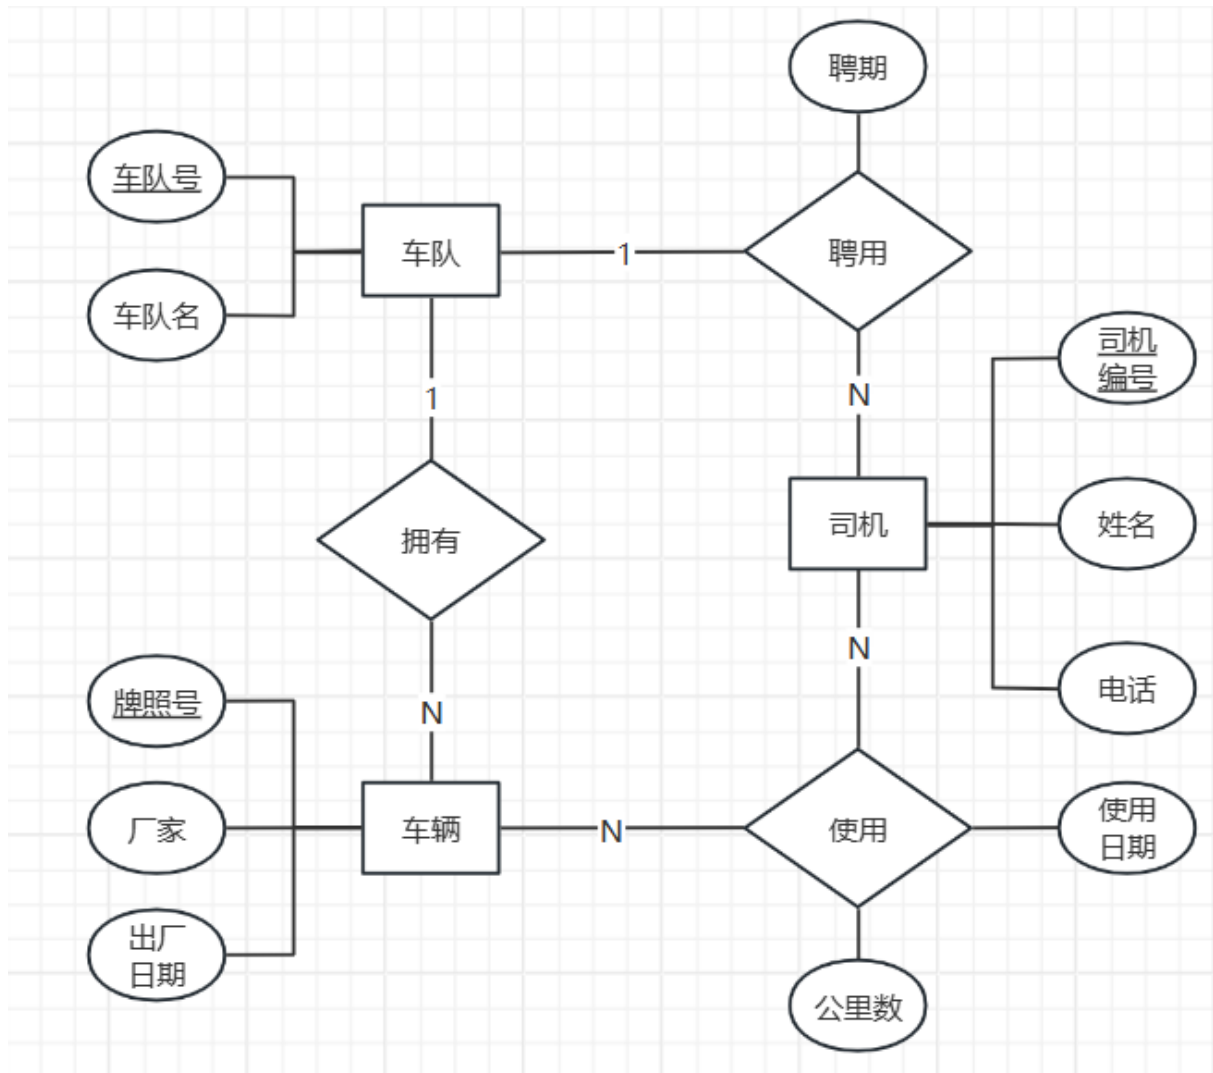 聘期
车队号
车队
1
聘用
车队名
司机
编号
1
N
姓名
司机
拥有
N
电话
牌照号
N
厂家
车辆
N
使用
使用
日期
出厂
日期
公里数